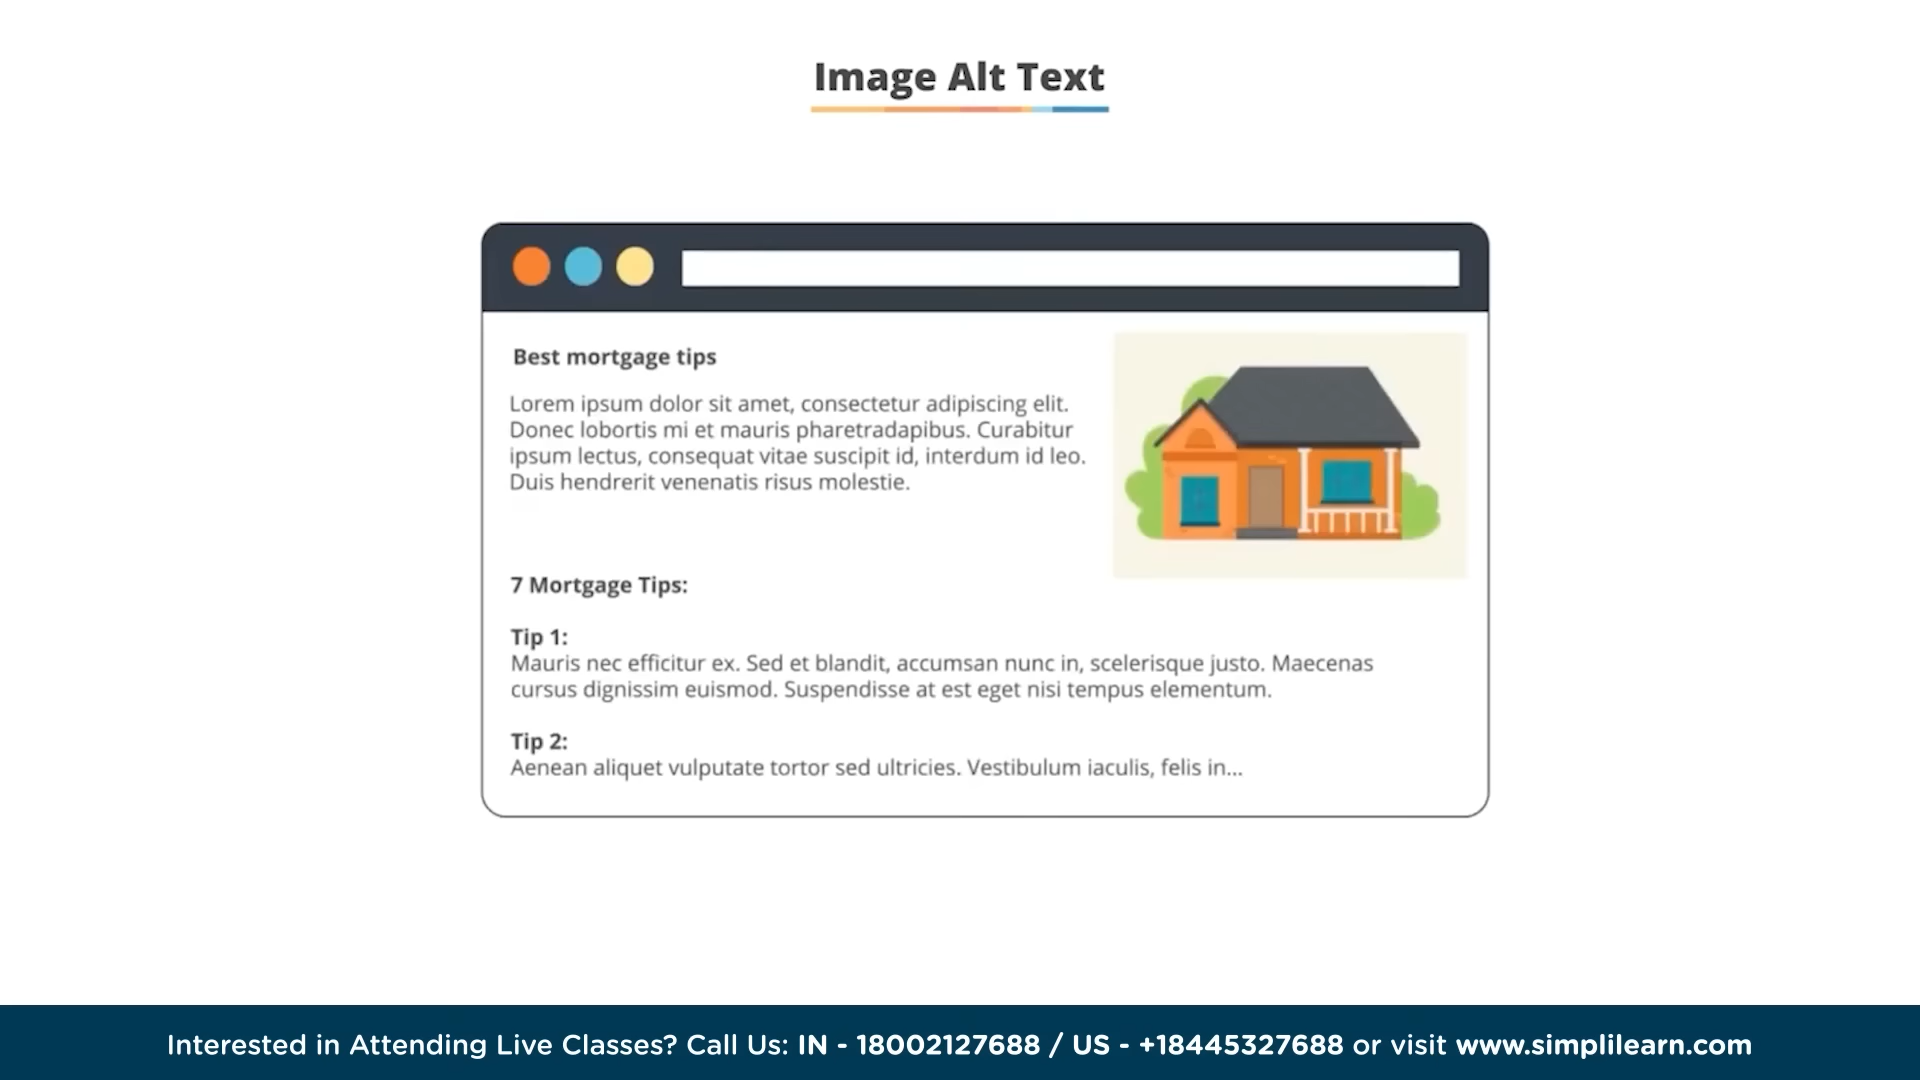 Image Alt Text
Best mortgage tips
Lorem ipsum dolor sit amet, consectetur adipiscing elit.
Donec lobortis mi et mauris pharetradapibus. Curabitur
ipsum lectus, consequat vitae suscipit id, interdum id leo.
Duis hendrerit venenatis risus molestie.
7 Mortgage Tips:
Tip 1:
Mauris nec efficitur ex. Sed et blandit, accumsan nunc in, scelerisque justo. Maecenas
cursus dignissim euismod. Suspendisse at est eget nisi tempus elementum.
Tip 2:
Aenean aliquet vulputate tortor sed ultricies. Vestibulum iaculis, felis in...
Interested in Attending Live Classes? Call Us: IN - 18002127688 / US - +18445327688 or visit www.simplilearn.com